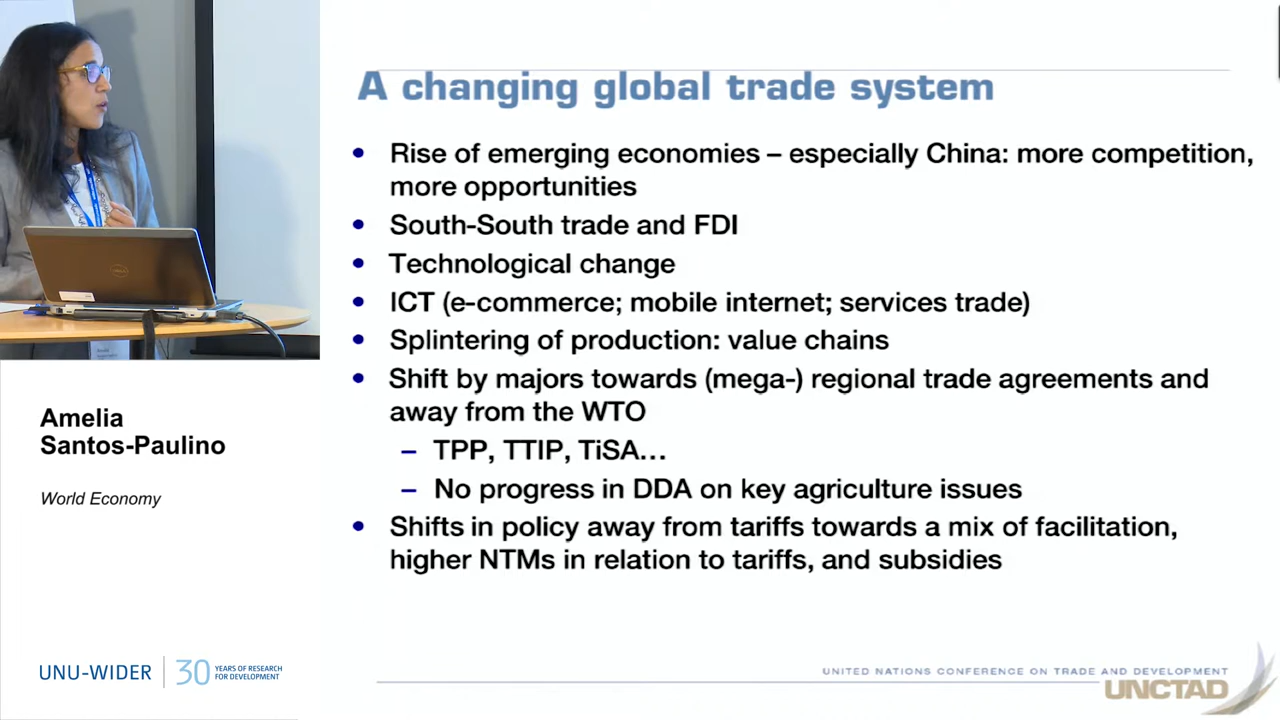 A changing global trade system
• Rise of emerging economies – especially China: more competition,
more opportunities
• South-South trade and FDI
• Technological change
• ICT (e-commerce; mobile internet; services trade)
• Splintering of production: value chains
• Shift by majors towards (mega-) regional trade agreements and
away from the WTO
– TPP, TTIP, TiSA…
– No progress in DDA on key agriculture issues
• Shifts in policy away from tariffs towards a mix of facilitation,
higher NTMs in relation to tariffs, and subsidies
Amelia
Santos-Paulino
World Economy
UNU-WIDER
30
YEARS OF RESEARCH
FOR DEVELOPMENT
UNITED NATIONS CONFERENCE ON TRADE AND DEVELOPMENT
UNCTAD
DELL